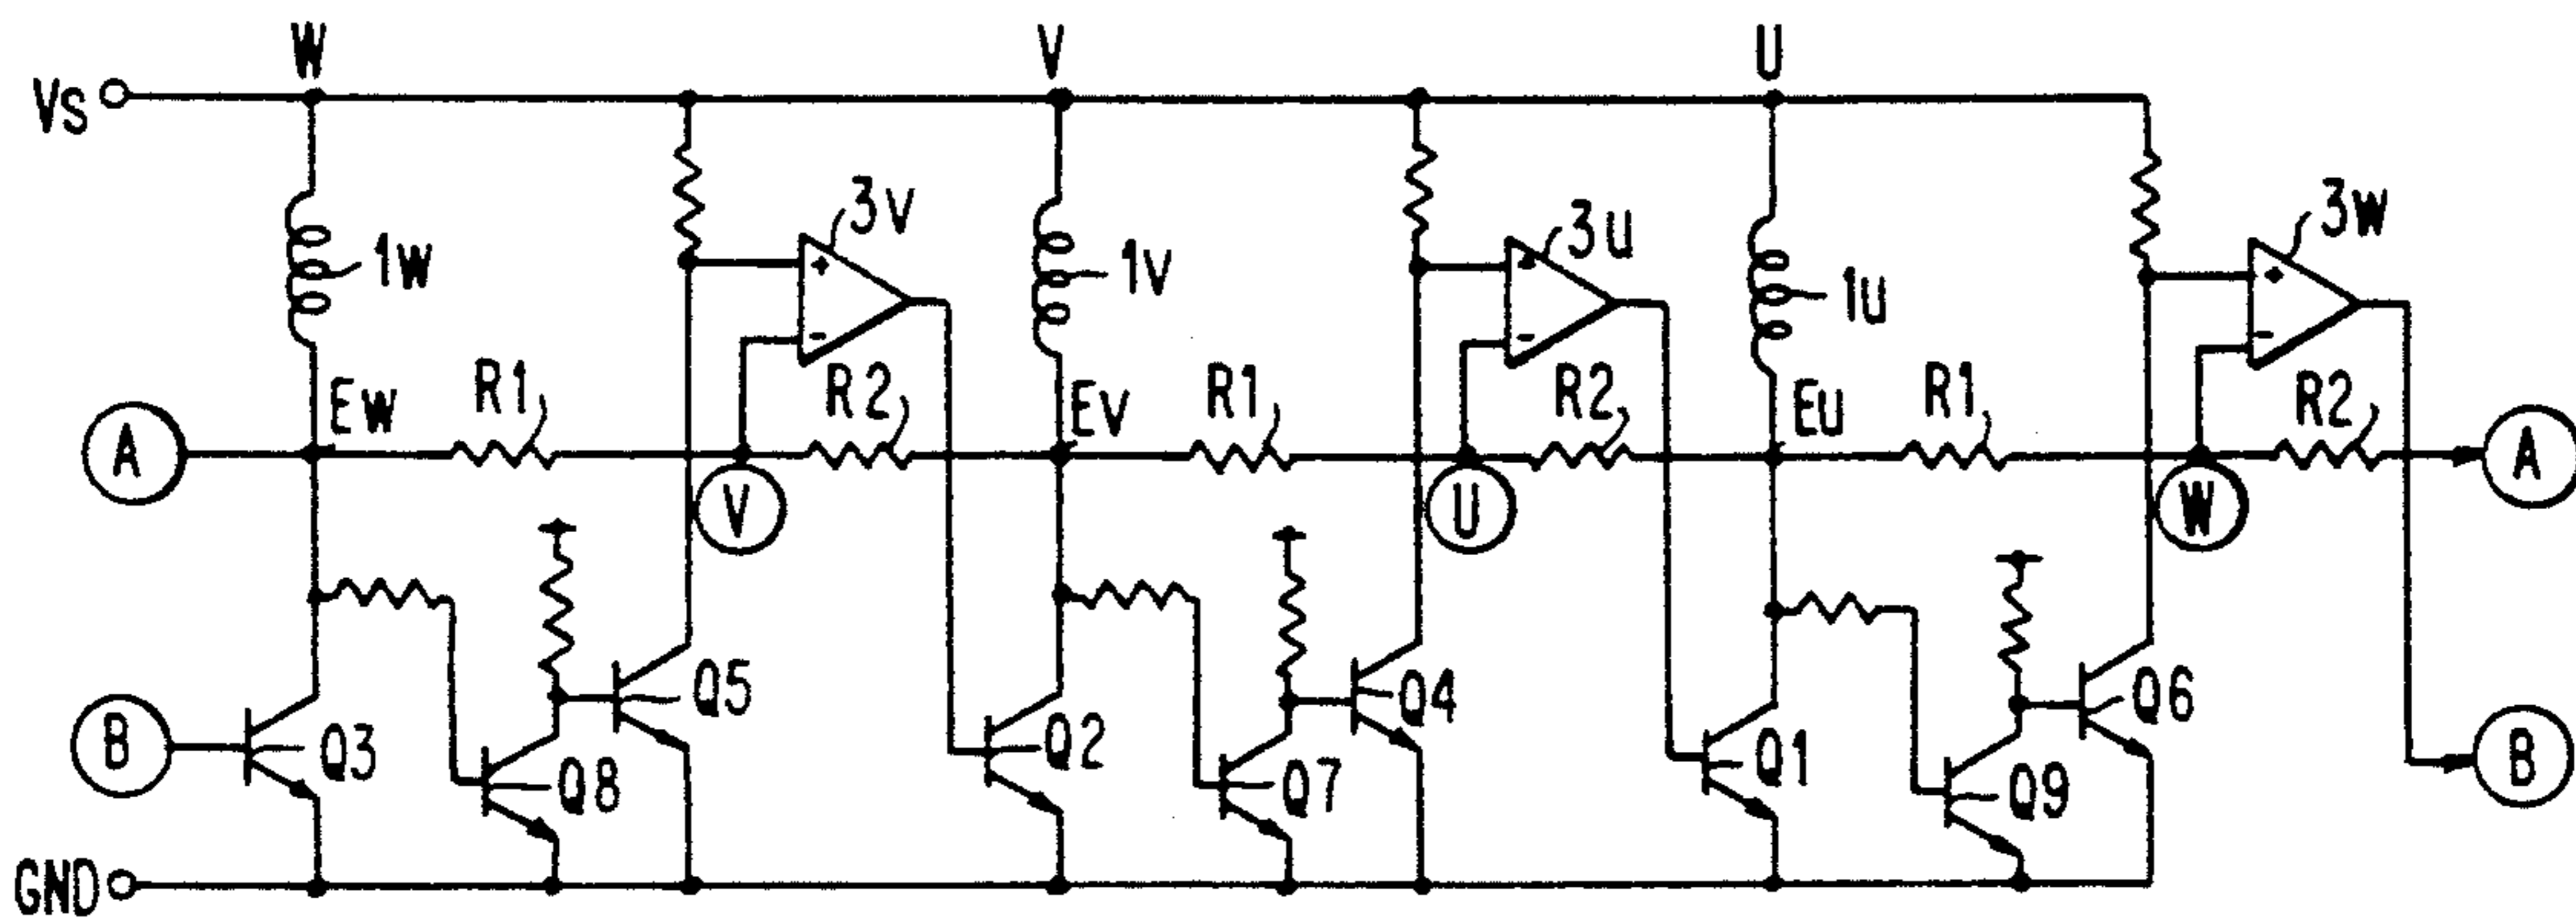 W V U
Vs
3v 3u 3w
1w 1v 1u
+ + +
- - -
R1 R2 R1 R2 R1 R2
Ew Ev Eu
A A
V U W
Q5 Q4 Q6
B Q3 Q8 Q2 Q7 Q1 Q9 B
GND